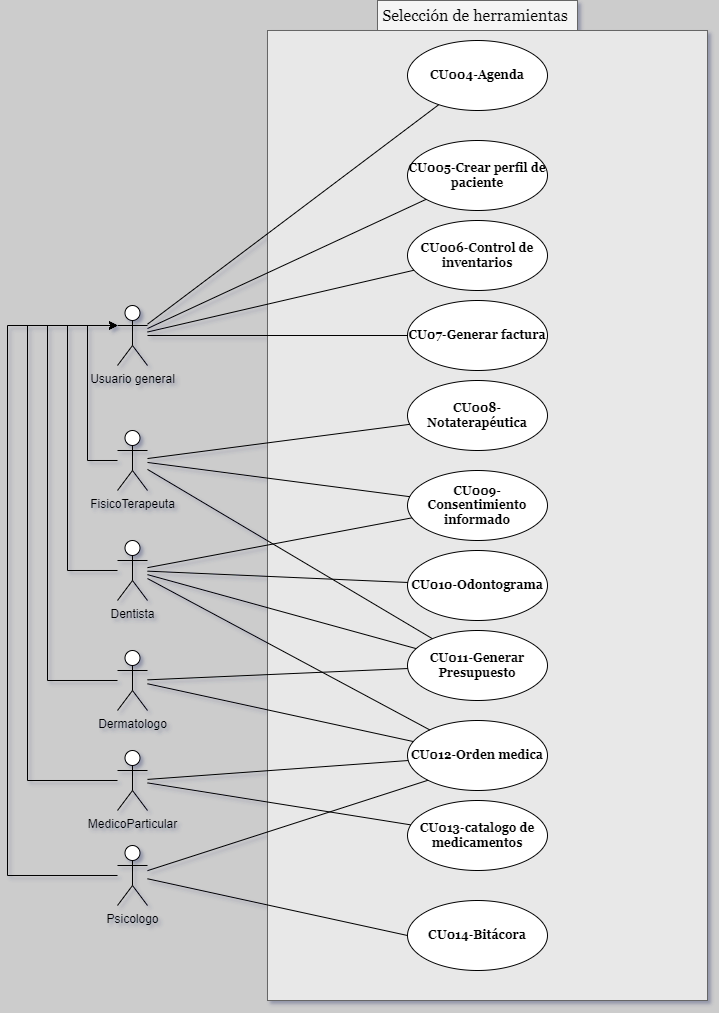 Selección de herramientas
CU004-Agenda
CU005-Crear perfil de
paciente
CU006-Control de
inventarios
CU07-Generar factura
Usuario general
CU008-
Notaterapéutica
FisicoTerapeuta
CU009-
Consentimiento
informado
CU010-Odontograma
Dentista
CU011-Generar
Presupuesto
Dermatologo
CU012-Orden medica
MedicoParticular
CU013-catalogo de
medicamentos
Psicologo
CU014-Bitácora